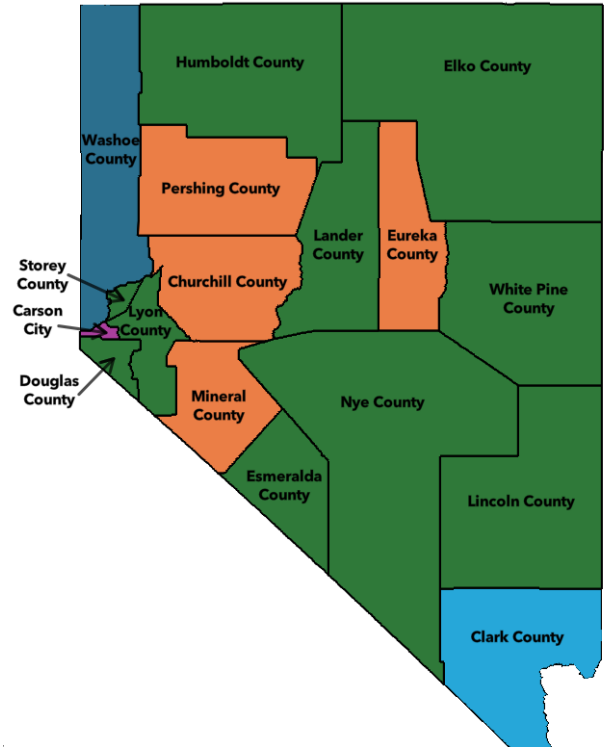 Humboldt County
Elko County
Washoe
County
Pershing County
Lander
County
Eureka
County
Storey
County
Churchill County
White Pine
County
Carson
City
Lyon
County
Douglas
County
Mineral
County
Nye County
Esmeralda
County
Lincoln County
Clark County